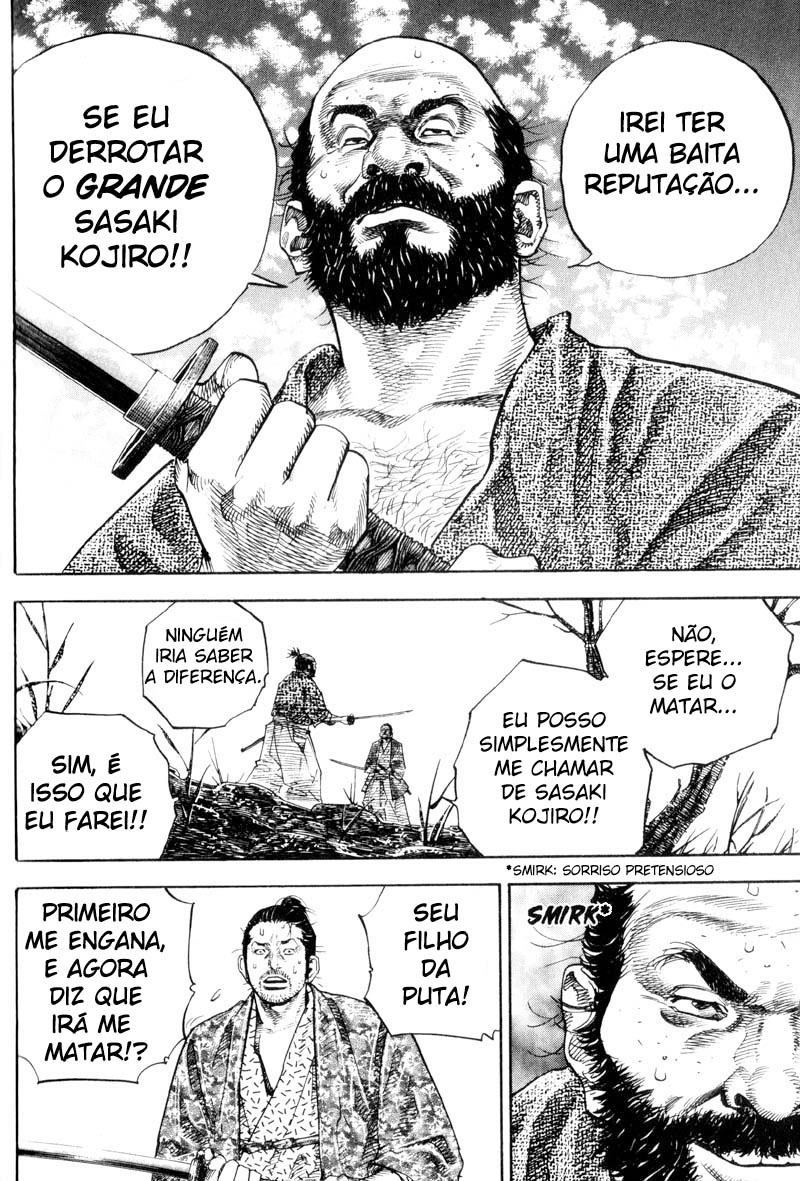 IREI TER
UMA BAITA
REPUTAÇÃO...
SE EU
DERROTAR
O GRANDE
SASAKI
KOJIRO!!
NÃO,
ESPERE...
SE EU O
MATAR...
EU POSSO
SIMPLESMENTE
ME CHAMAR
DE SASAKI
KOJIRO!!
NINGUÉM
IRIA SABER
A DIFERENÇA.
SIM, É
ISSO QUE
EU FAREI!!
*SMIRK: SORRISO PRETENSIOSO
SMIRK*
SEU
FILHO
DA
PUTA!
PRIMEIRO
ME ENGANA,
E AGORA
DIZ QUE
IRÁ ME
MATAR!?